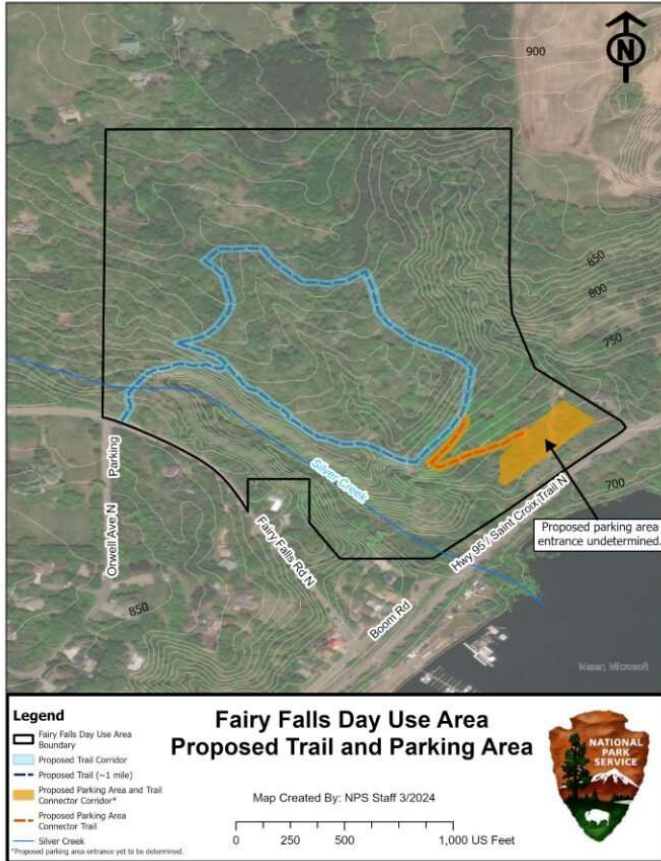 N
900
850
800
750
700
Parking
Orwell Ave N
Silver Creek
Fairy Falls Rd N
Boom Rd
Hwy 95 / Saint Croix Trail N
850
Proposed parking area
entrance undetermined.
Maxar, Microsoft
Legend
Fairy Falls Day Use Area
Boundary
Proposed Trail Corridor
Proposed Trail (~1 mile)
Proposed Parking Area and Trail
Connector Corridor*
Proposed Parking Area
Connector Trail
Silver Creek
*Proposed parking area entrance yet to be determined.
Fairy Falls Day Use Area
Proposed Trail and Parking Area
Map Created By: NPS Staff 3/2024
0 250 500 1,000 US Feet
NATIONAL
PARK
SERVICE